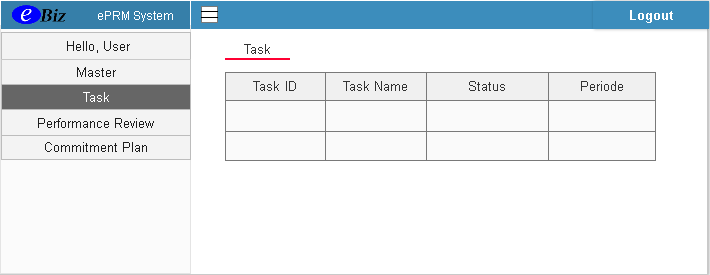 eBiz ePRM System
Logout
Hello, User
Master
Task
Performance Review
Commitment Plan
Task
Task ID Task Name Status Periode